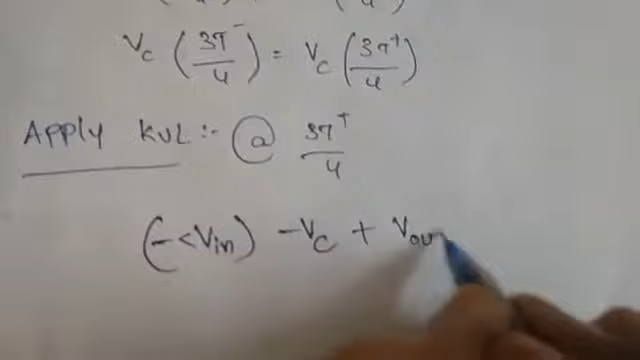 Vc (3π⁻/4) = Vc (3π⁺/4)
Apply KVL:- @ 3π⁺/4
(-<Vin) - Vc + Vou